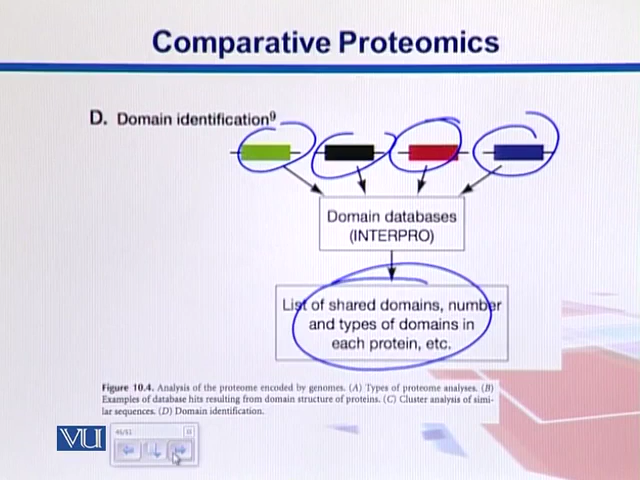 Comparative Proteomics
D. Domain identification9
Domain databases
(INTERPRO)
List of shared domains, number
and types of domains in
each protein, etc.
Figure 10.4. Analysis of the proteome encoded by genomes. (A) Types of proteome analyses. (B)
Examples of database hits resulting from domain structure of proteins. (C) Cluster analysis of simi-
lar sequences. (D) Domain identification.
VU